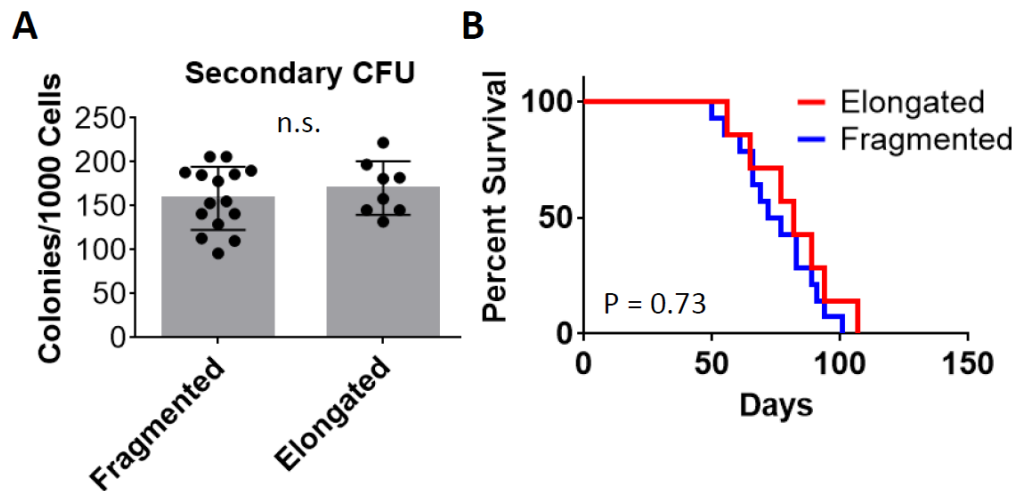 A
Secondary CFU
n.s.
Colonies/1000 Cells
250
200
150
100
50
0
Fragmented
Elongated
B
Percent Survival
100
50
0
Elongated
Fragmented
P = 0.73
0
50
100
150
Days